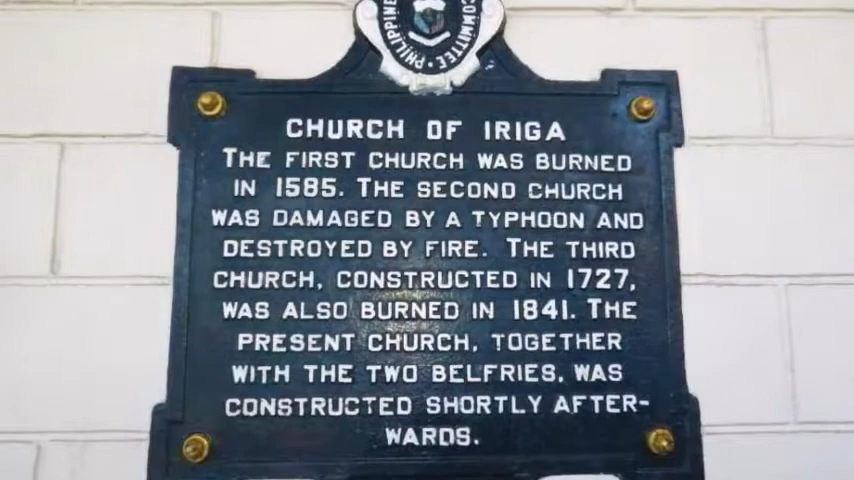 PHILIPPINE
COMMITTEE
CHURCH OF IRIGA
THE FIRST CHURCH WAS BURNED
IN 1585. THE SECOND CHURCH
WAS DAMAGED BY A TYPHOON AND
DESTROYED BY FIRE. THE THIRD
CHURCH, CONSTRUCTED IN 1727,
WAS ALSO BURNED IN 1841. THE
PRESENT CHURCH, TOGETHER
WITH THE TWO BELFRIES, WAS
CONSTRUCTED SHORTLY AFTER-
WARDS.